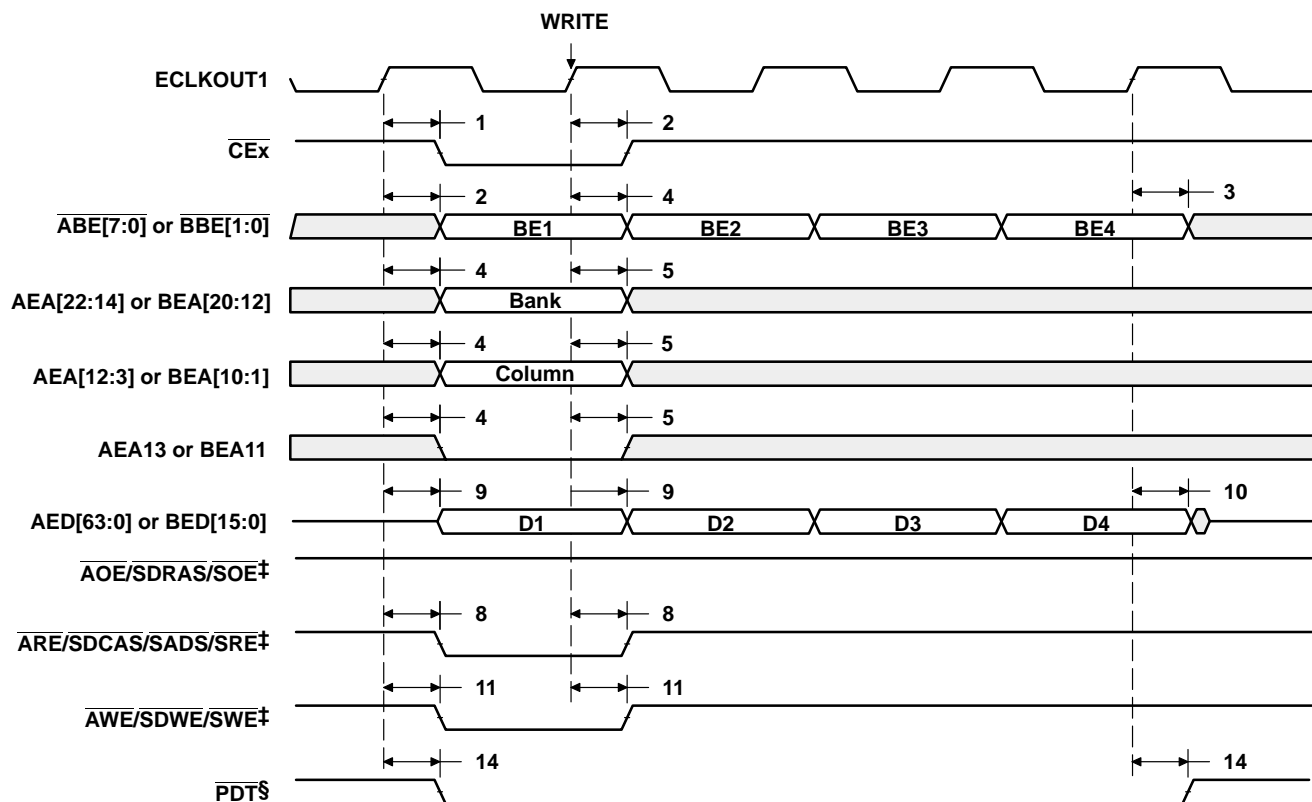 WRITE
ECLKOUT1
1 2
CEx
2 4 3
ABE[7:0] or BBE[1:0] BE1 BE2 BE3 BE4
4 5
AEA[22:14] or BEA[20:12] Bank
4 5
AEA[12:3] or BEA[10:1] Column
4 5
AEA13 or BEA11
9 9 10
AED[63:0] or BED[15:0] D1 D2 D3 D4
AOE/SDRAS/SOE‡
8 8
ARE/SDCAS/SADS/SRE‡
11 11
AWE/SDWE/SWE‡
14 14
PDT§